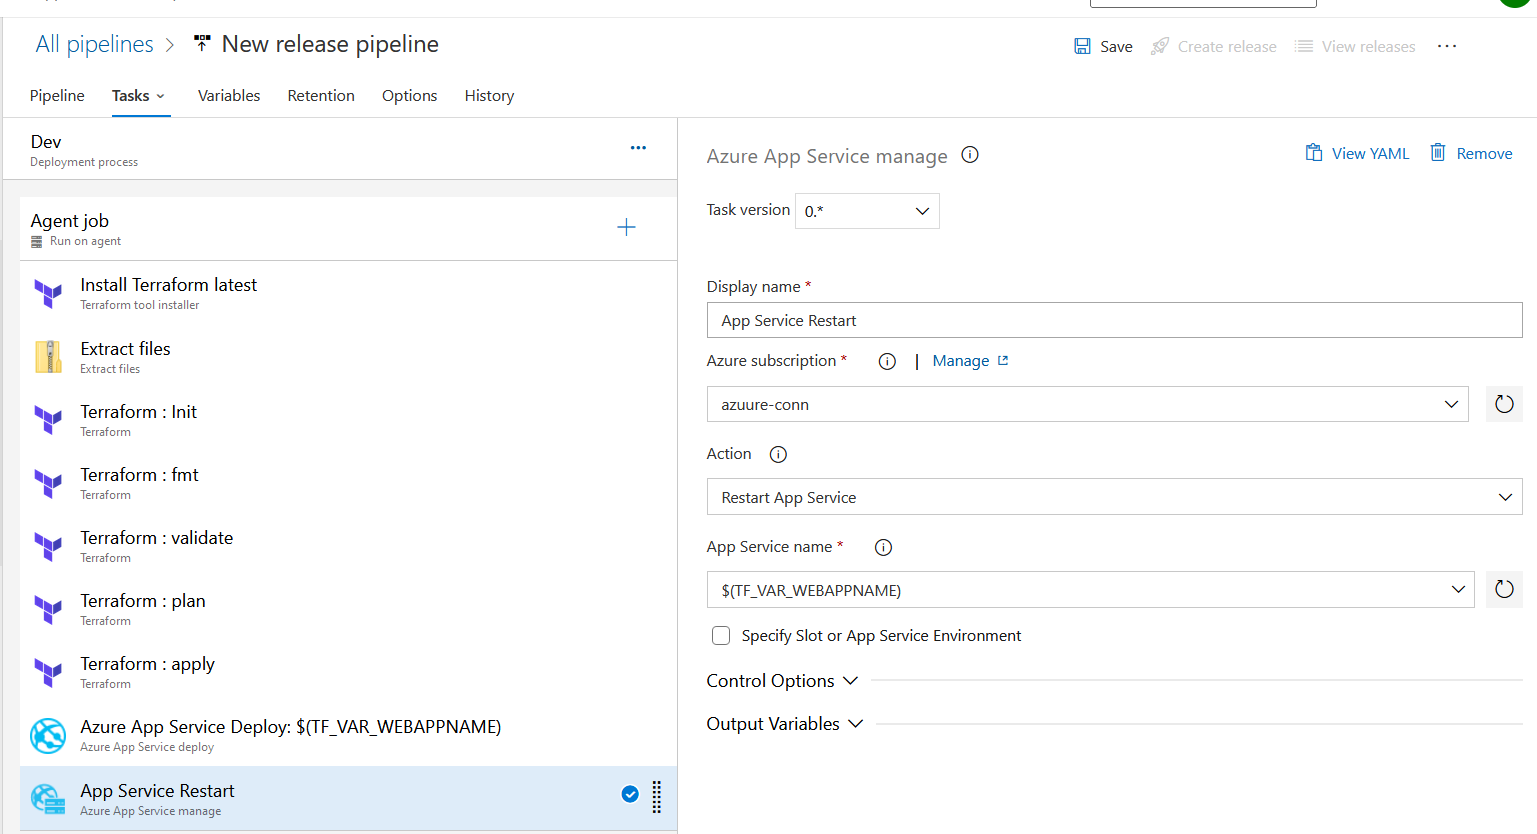 All pipelines
New release pipeline
Save
Create release
View releases
Pipeline
Tasks
Variables
Retention
Options
History
Dev
Deployment process
Agent job
Run on agent
Install Terraform latest
Terraform tool installer
Extract files
Extract files
Terraform : Init
Terraform
Terraform : fmt
Terraform
Terraform : validate
Terraform
Terraform : plan
Terraform
Terraform : apply
Terraform
Azure App Service Deploy: $(TF_VAR_WEBAPPNAME)
Azure App Service deploy
App Service Restart
Azure App Service manage
Azure App Service manage
View YAML
Remove
Task version
0.*
Display name *
App Service Restart
Azure subscription *
| Manage
azuure-conn
Action
Restart App Service
App Service name *
$(TF_VAR_WEBAPPNAME)
Specify Slot or App Service Environment
Control Options
Output Variables